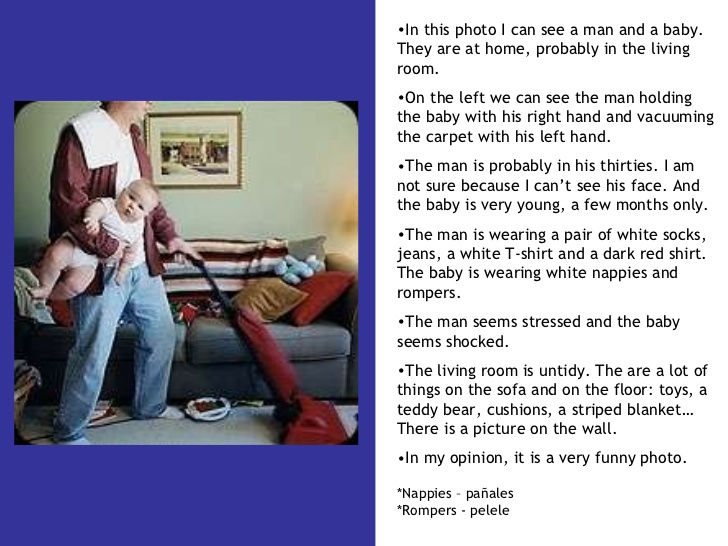 •In this photo I can see a man and a baby.
They are at home, probably in the living
room.
•On the left we can see the man holding
the baby with his right hand and vacuuming
the carpet with his left hand.
•The man is probably in his thirties. I am
not sure because I can’t see his face. And
the baby is very young, a few months only.
•The man is wearing a pair of white socks,
jeans, a white T-shirt and a dark red shirt.
The baby is wearing white nappies and
rompers.
•The man seems stressed and the baby
seems shocked.
•The living room is untidy. The are a lot of
things on the sofa and on the floor: toys, a
teddy bear, cushions, a striped blanket…
There is a picture on the wall.
•In my opinion, it is a very funny photo.
*Nappies – pañales
*Rompers - pelele